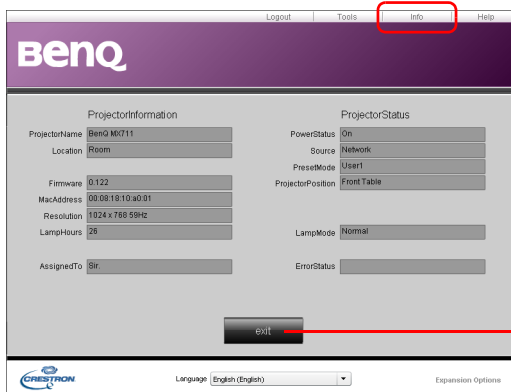 Logout Tools Info Help
BenQ
ProjectorInformation
ProjectorName BenQ MX711
Location Room
Firmware 0.122
MacAddress 00:08:18:10:a0:01
Resolution 1024 x 768 59Hz
LampHours 26
AssignedTo Sir.
ProjectorStatus
PowerStatus On
Source Network
PresetMode User1
ProjectorPosition Front Table
LampMode Normal
ErrorStatus
exit
CRESTRON
Language English (English)
Expansion Options